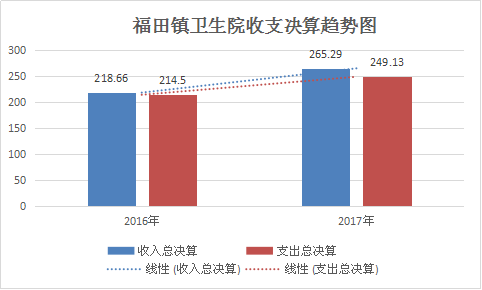 福田镇卫生院收支决算趋势图
300
250
200
150
100
50
0
218.66
214.5
265.29
249.13
2016年
2017年
收入总决算
支出总决算
线性 (收入总决算)
线性 (支出总决算)